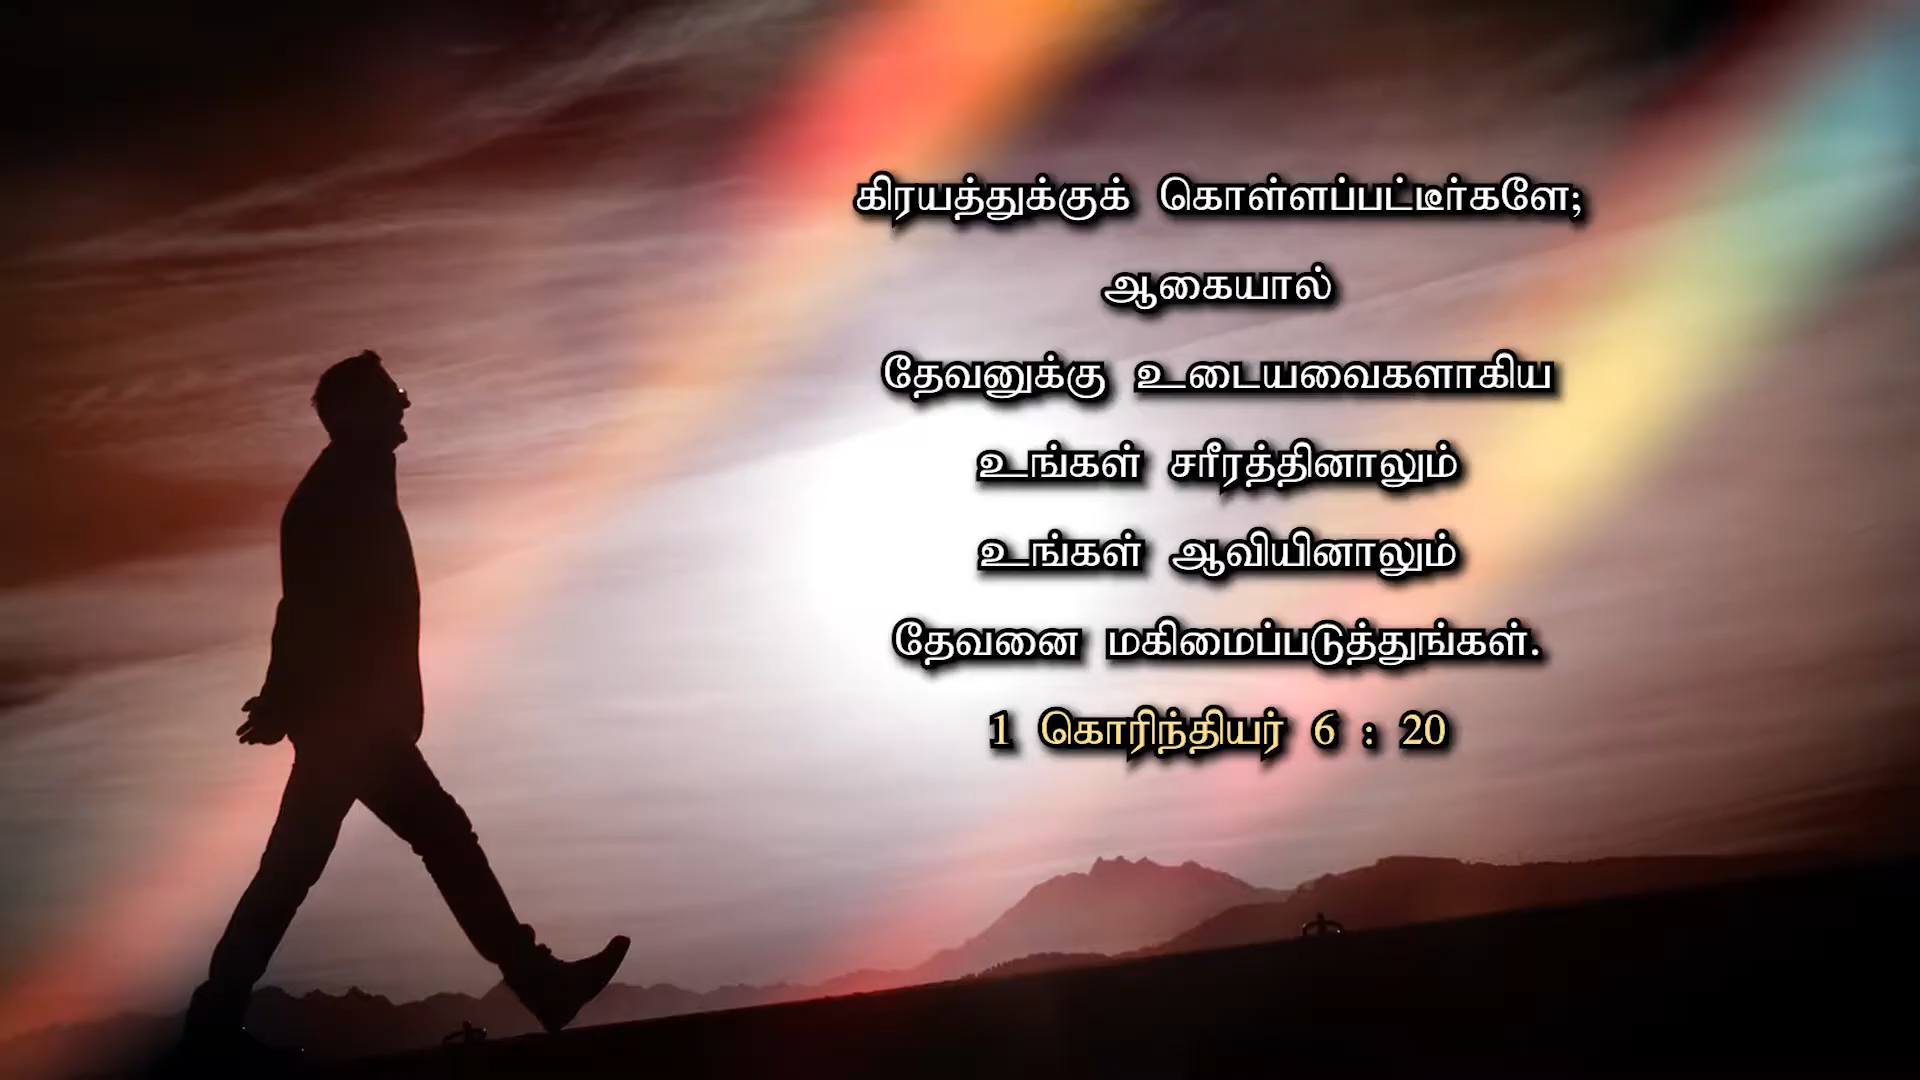 கிரயத்துக்குக் கொள்ளப்பட்டீர்களே;
ஆகையால்
தேவனுக்கு உடையவைகளாகிய
உங்கள் சரீரத்தினாலும்
உங்கள் ஆவியினாலும்
தேவனை மகிமைப்படுத்துங்கள்.
1 கொரிந்தியர் 6 : 20